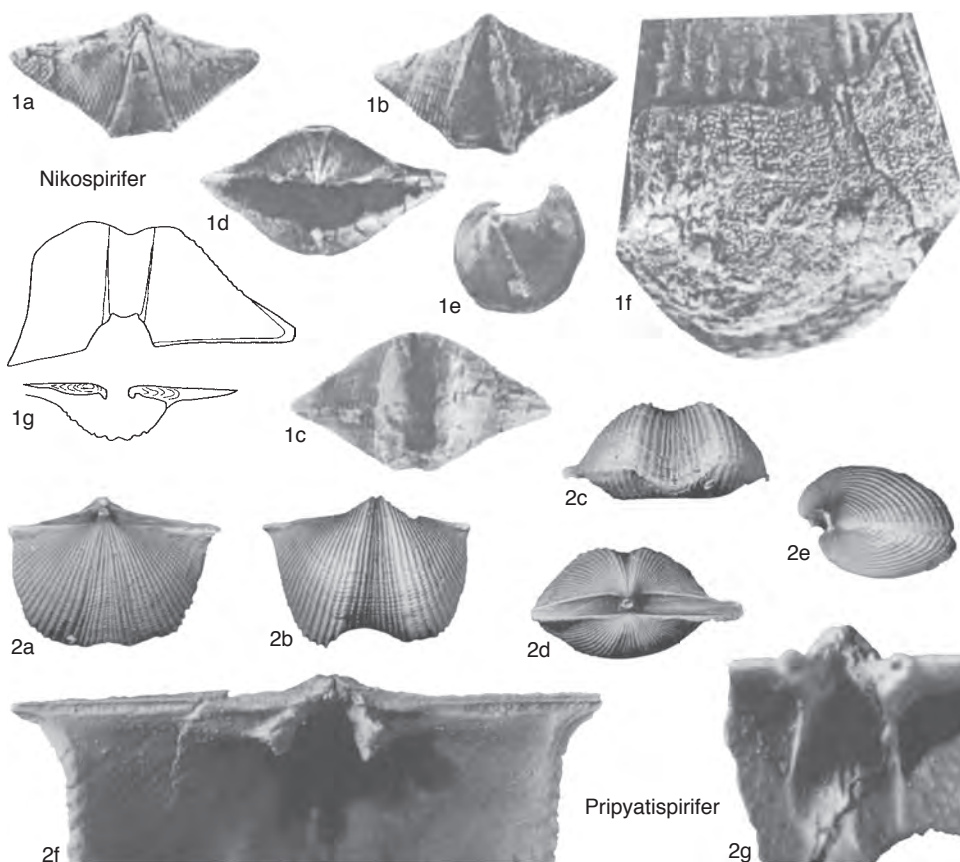 1a
1b
1f
Nikospirifer
1d
1e
1g
1c
2c
2e
2a
2b
2d
2f
Pripyatispirifer
2g